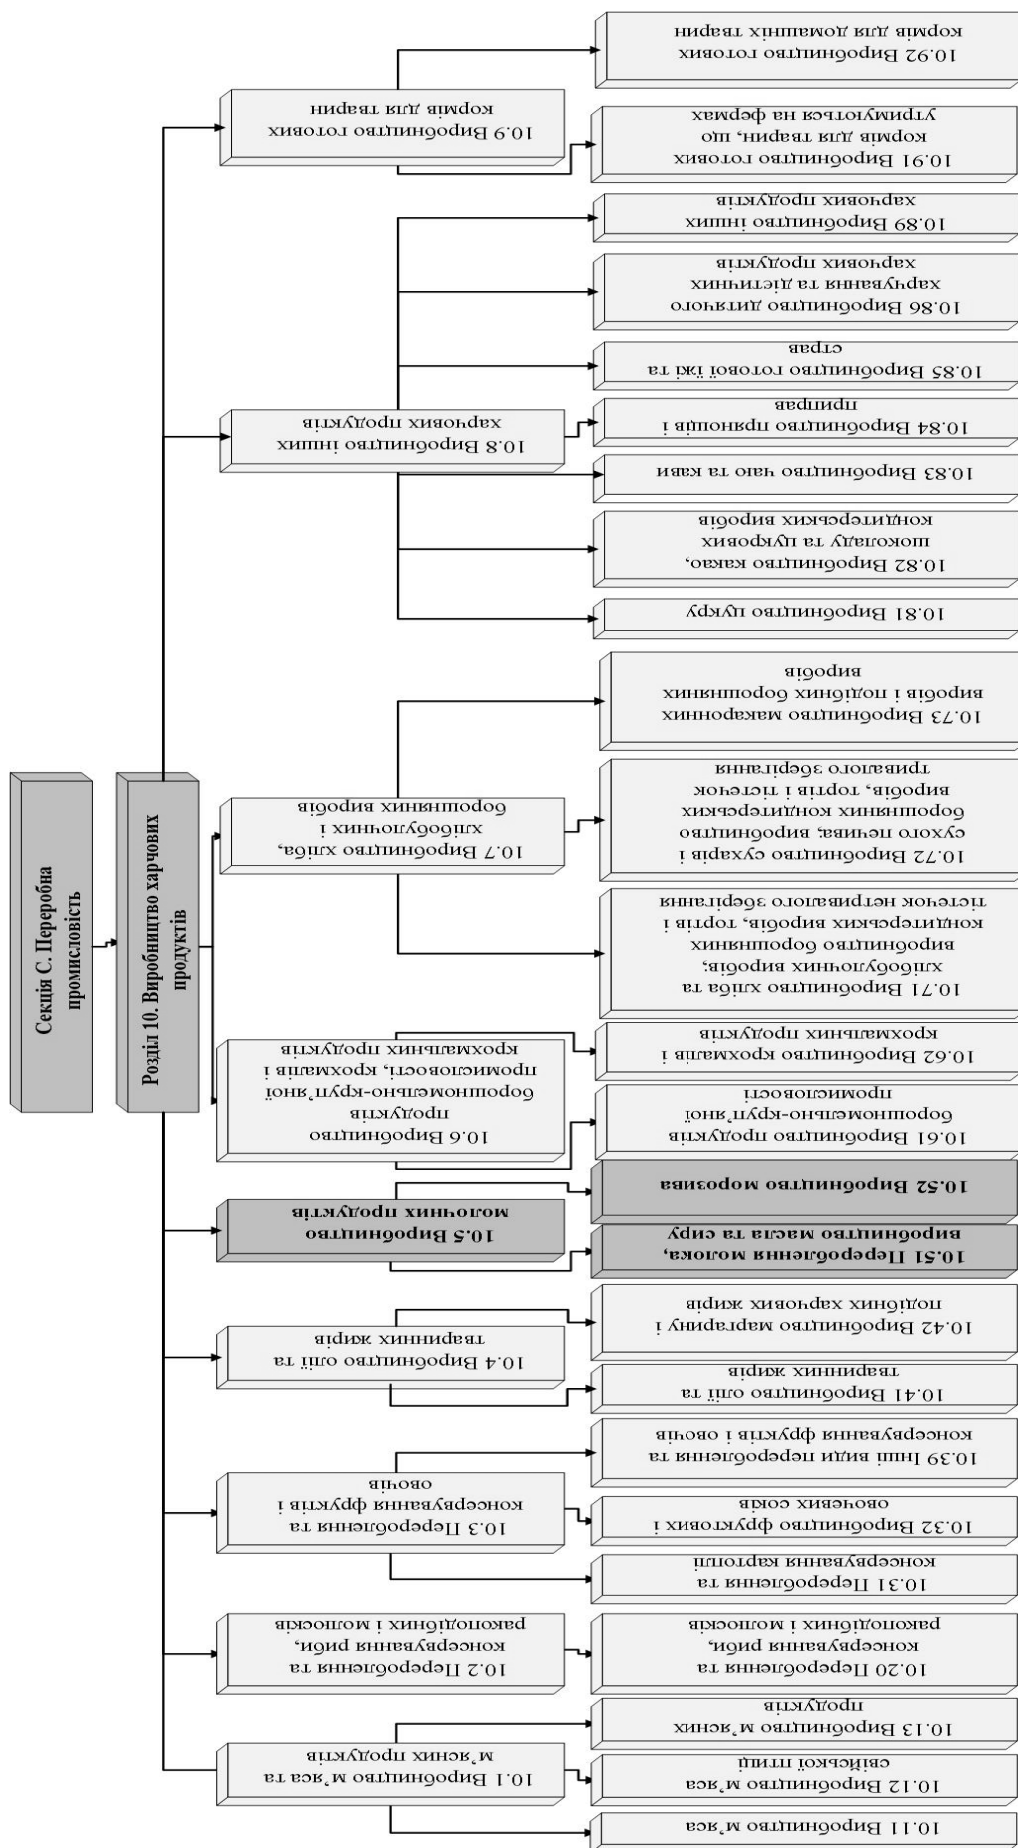 Секція С. Переробна
промисловість
Розділ 10. Виробництво харчових
продуктів
10.1 Виробництво м’яса та
м’ясних продуктів
10.11 Виробництво м’яса
10.12 Виробництво м’яса
свійської птиці
10.13 Виробництво м’ясних
продуктів
10.2 Перероблення та
консервування риби,
ракоподібних і молюсків
10.20 Перероблення та
консервування риби,
ракоподібних і молюсків
10.3 Перероблення та
консервування фруктів і
овочів
10.31 Перероблення та
консервування картоплі
10.32 Виробництво фруктових і
овочевих соків
10.39 Інші види перероблення та
консервування фруктів і овочів
10.4 Виробництво олії та
тваринних жирів
10.41 Виробництво олії та
тваринних жирів
10.42 Виробництво маргарину і
подібних харчових жирів
10.5 Виробництво
молочних продуктів
10.51 Перероблення молока,
виробництво масла та сиру
10.52 Виробництво морозива
10.6 Виробництво
продуктів
борошномельно-круп’яної
промисловості, крохмалів і
крохмальних продуктів
10.61 Виробництво продуктів
борошномельно-круп’яної
промисловості
10.62 Виробництво крохмалів і
крохмальних продуктів
10.7 Виробництво хліба,
хлібобулочних і
борошняних виробів
10.71 Виробництво хліба та
хлібобулочних виробів;
виробництво борошняних
кондитерських виробів, тортів і
тістечок нетривалого зберігання
10.72 Виробництво сухарів і
сухого печива; виробництво
борошняних кондитерських
виробів, тортів і тістечок
тривалого зберігання
10.73 Виробництво макаронних
виробів і подібних борошняних
виробів
10.8 Виробництво інших
харчових продуктів
10.81 Виробництво цукру
10.82 Виробництво какао,
шоколаду та цукрових
кондитерських виробів
10.83 Виробництво чаю та кави
10.84 Виробництво прянощів і
приправ
10.85 Виробництво готової їжі та
страв
10.86 Виробництво дитячого
харчування та дієтичних
харчових продуктів
10.89 Виробництво інших
харчових продуктів
10.9 Виробництво готових
кормів для тварин
10.91 Виробництво готових
кормів для тварин, що
утримуються на фермах
10.92 Виробництво готових
кормів для домашніх тварин